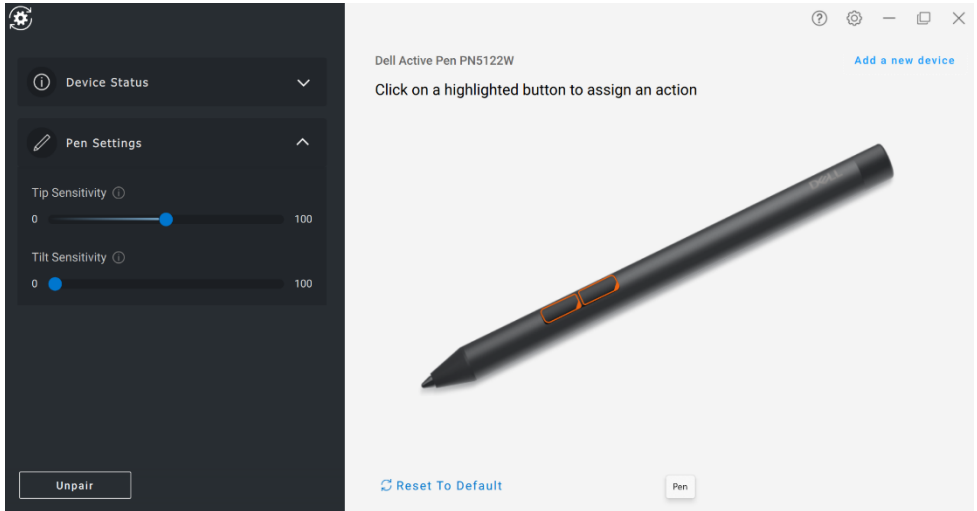 Device Status
Pen Settings
Tip Sensitivity
0 100
Tilt Sensitivity
0 100
Unpair
Dell Active Pen PN5122W
Add a new device
Click on a highlighted button to assign an action
DELL
Reset To Default
Pen